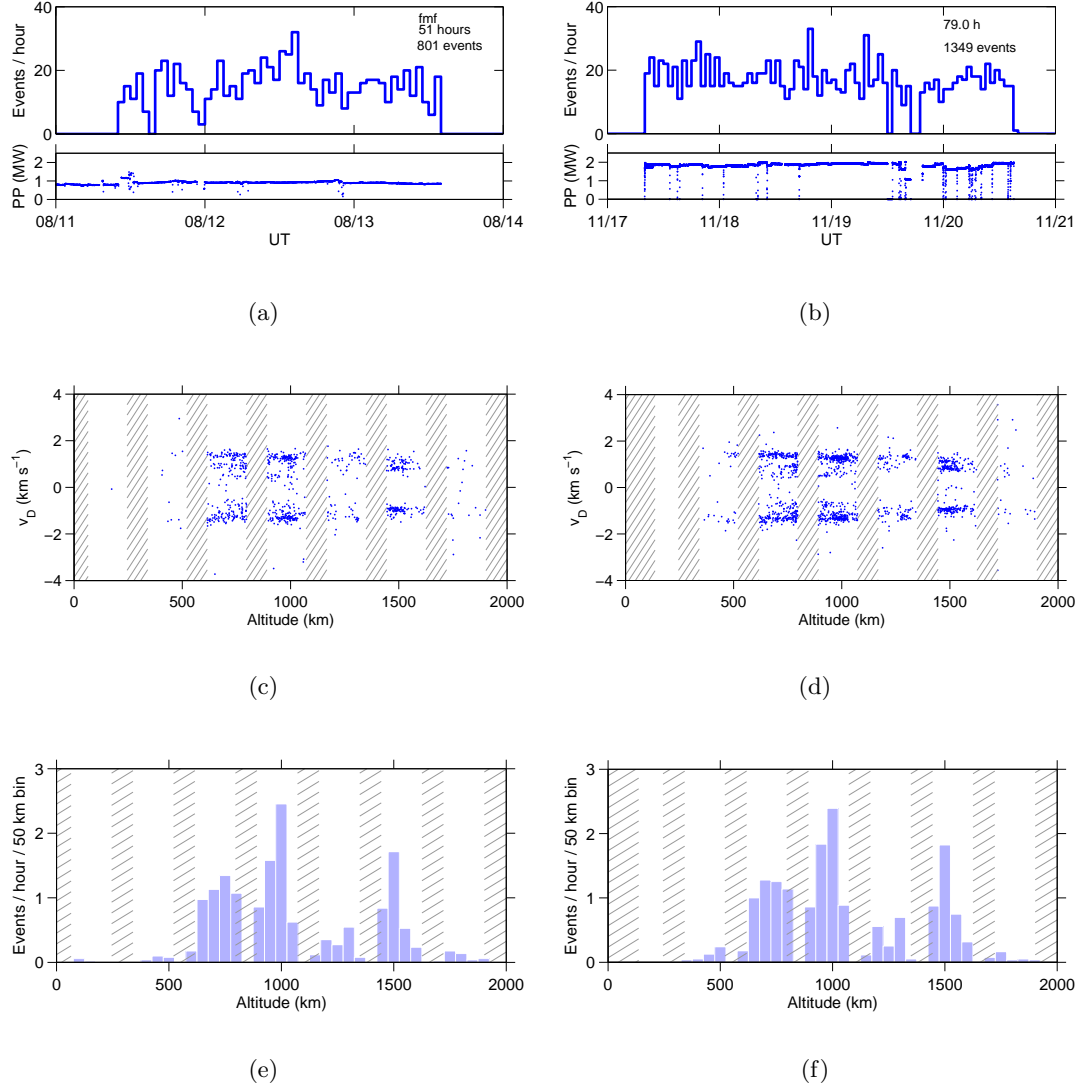 40
20
0
Events / hour
fmf
51 hours
801 events
2
1
0
PP (MW)
08/11
08/12
08/13
08/14
UT
(a)
40
20
0
Events / hour
79.0 h
1349 events
2
1
0
PP (MW)
11/17
11/18
11/19
11/20
11/21
UT
(b)
4
2
0
−2
−4
v_D (km s⁻¹)
0
500
1000
1500
2000
Altitude (km)
(c)
4
2
0
−2
−4
v_D (km s⁻¹)
0
500
1000
1500
2000
Altitude (km)
(d)
3
2
1
0
Events / hour / 50 km bin
0
500
1000
1500
2000
Altitude (km)
(e)
3
2
1
0
Events / hour / 50 km bin
0
500
1000
1500
2000
Altitude (km)
(f)